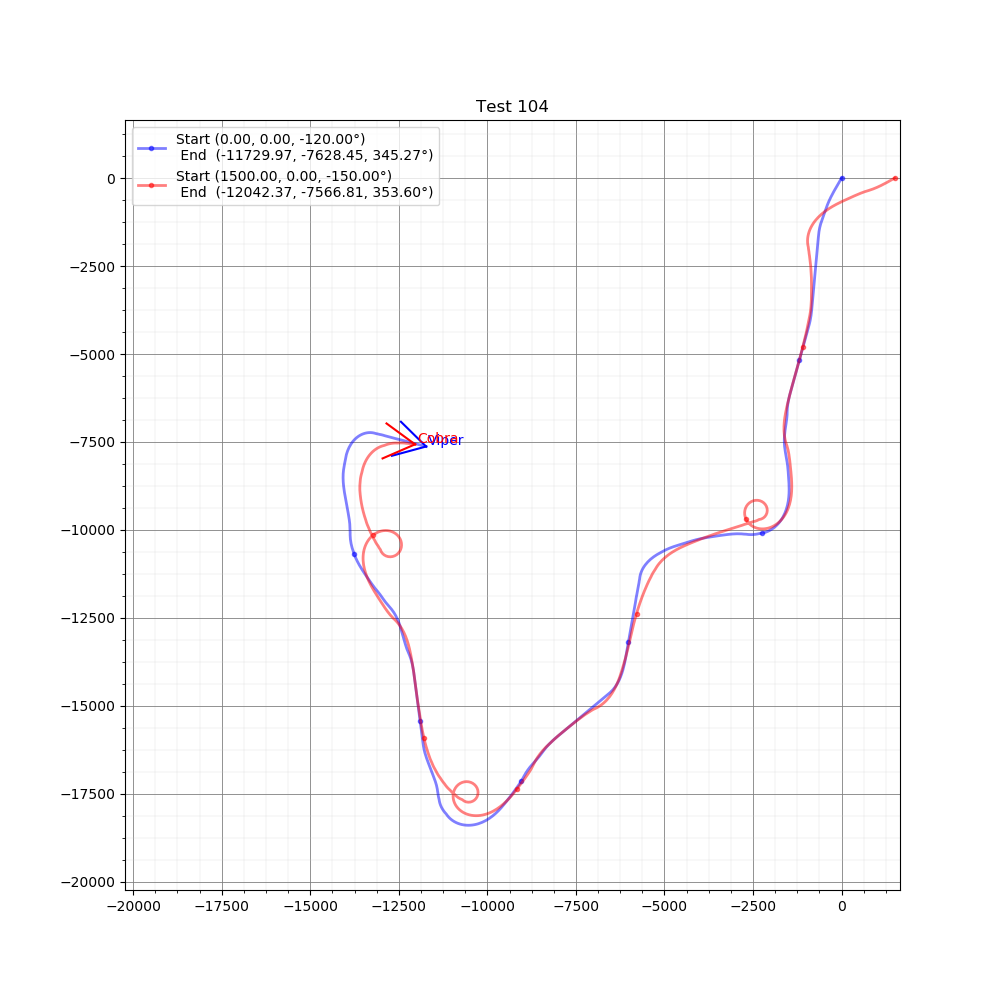 Test 104
Start (0.00, 0.00, -120.00°)
End (-11729.97, -7628.45, 345.27°)
Start (1500.00, 0.00, -150.00°)
End (-12042.37, -7566.81, 353.60°)
0
−2500
−5000
−7500
−10000
−12500
−15000
−17500
−20000
Cobra
Viper
−20000 −17500 −15000 −12500 −10000 −7500 −5000 −2500 0